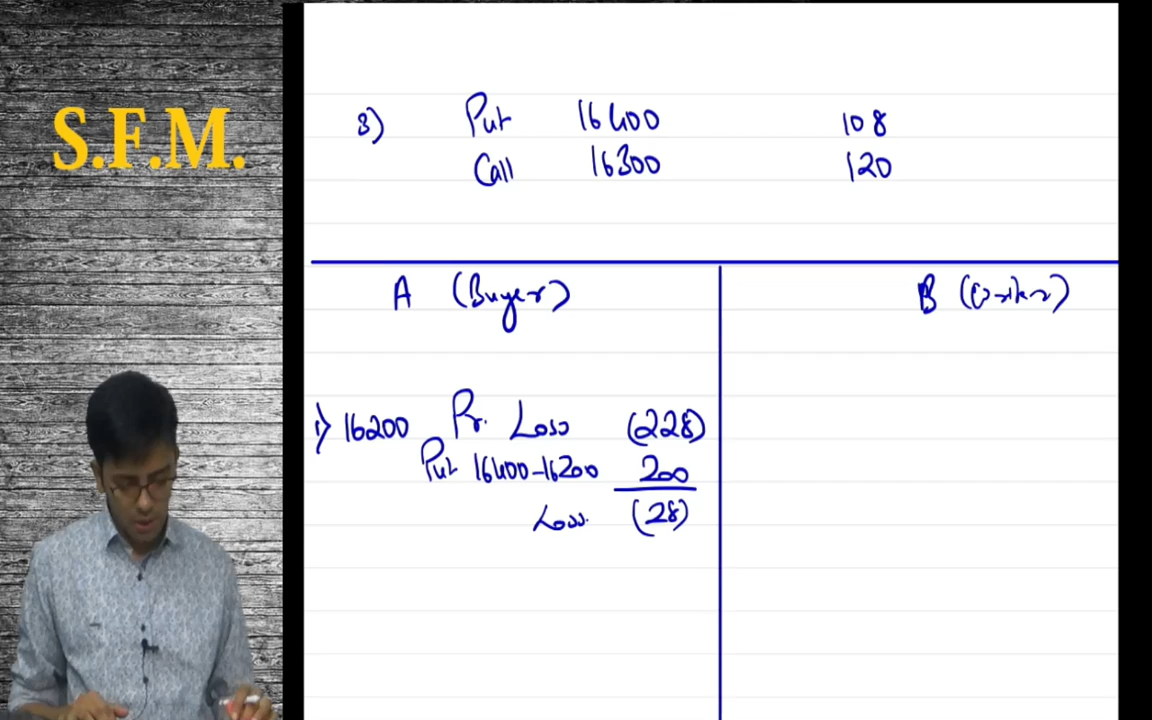 S.F.M.
8) Put 16400 108
Call 16300 120
A (Buyer)
B (Writer)
1) 16200 Pr. Loss (228)
Put 16400-16200 200
Loss. (28)